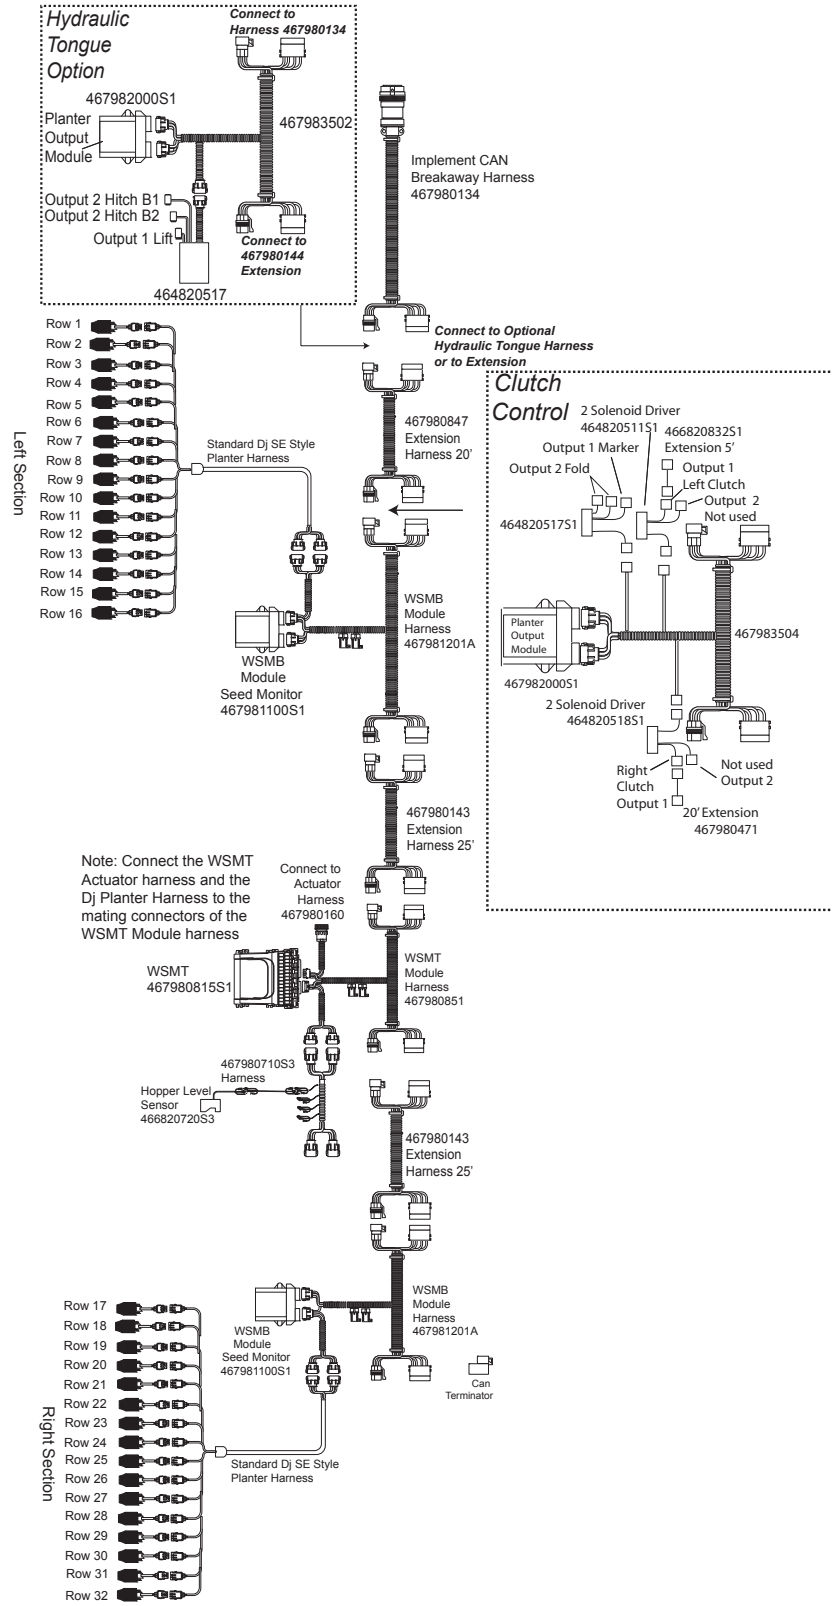 Hydraulic
Tongue
Option
Connect to
Harness 467980134
467982000S1
Planter
Output
Module
467983502
Output 2 Hitch B1
Output 2 Hitch B2
Output 1 Lift
Connect to
467980144
Extension
464820517
Implement CAN
Breakaway Harness
467980134
Connect to Optional
Hydraulic Tongue Harness
or to Extension
Row 1
Row 2
Row 3
Row 4
Row 5
Row 6
Row 7
Row 8
Row 9
Row 10
Row 11
Row 12
Row 13
Row 14
Row 15
Row 16
Left Section
Standard Dj SE Style
Planter Harness
467980847
Extension
Harness 20'
WSMB
Module
Seed Monitor
467981100S1
WSMB
Module
Harness
467981201A
Clutch
Control
2 Solenoid Driver
464820511S1
466820832S1
Extension 5'
Output 1 Marker
Output 2 Fold
Output 1
Left Clutch
Output 2
Not used
464820517S1
Planter
Output
Module
467983504
467982000S1
2 Solenoid Driver
464820518S1
Right
Clutch
Output 1
Not used
Output 2
20' Extension
467980471
467980143
Extension
Harness 25'
Note: Connect the WSMT
Actuator harness and the
Dj Planter Harness to the
mating connectors of the
WSMT Module harness
Connect to
Actuator
Harness
467980160
WSMT
467980815S1
WSMT
Module
Harness
467980851
467980710S3
Harness
Hopper Level
Sensor
466820720S3
467980143
Extension
Harness 25'
WSMB
Module
Harness
467981201A
WSMB
Module
Seed Monitor
467981100S1
Can
Terminator
Row 17
Row 18
Row 19
Row 20
Row 21
Row 22
Row 23
Row 24
Row 25
Row 26
Row 27
Row 28
Row 29
Row 30
Row 31
Row 32
Right Section
Standard Dj SE Style
Planter Harness